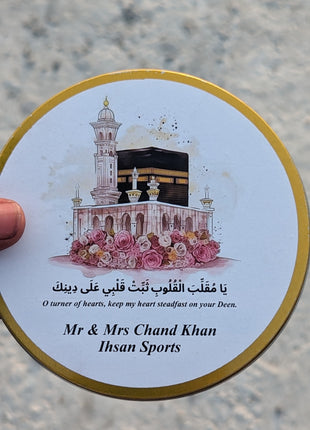 يَا مُقَلِّبَ الْقُلُوبِ ثَبِّتْ قَلْبِي عَلَى دِينِكَ
O turner of hearts, keep my heart steadfast on your Deen.
Mr & Mrs Chand Khan
Ihsan Sports